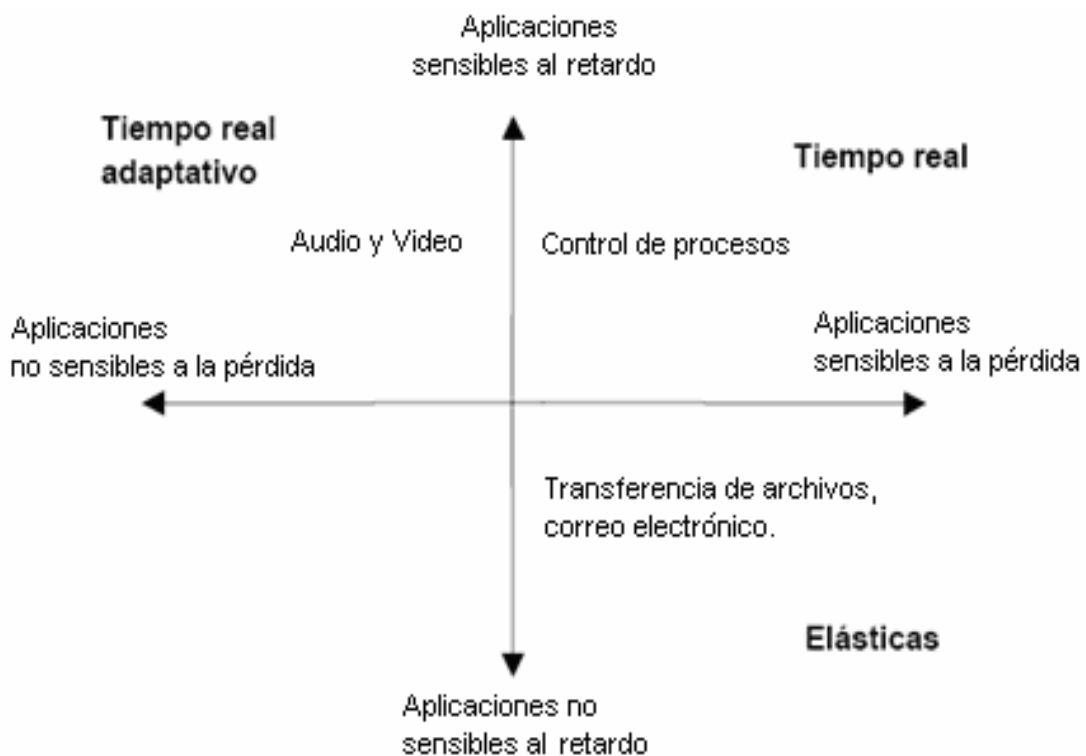 Aplicaciones
sensibles al retardo
Tiempo real
adaptativo
Tiempo real
Audio y Video
Control de procesos
Aplicaciones
no sensibles a la pérdida
Aplicaciones
sensibles a la pérdida
Transferencia de archivos,
correo electrónico.
Elásticas
Aplicaciones no
sensibles al retardo